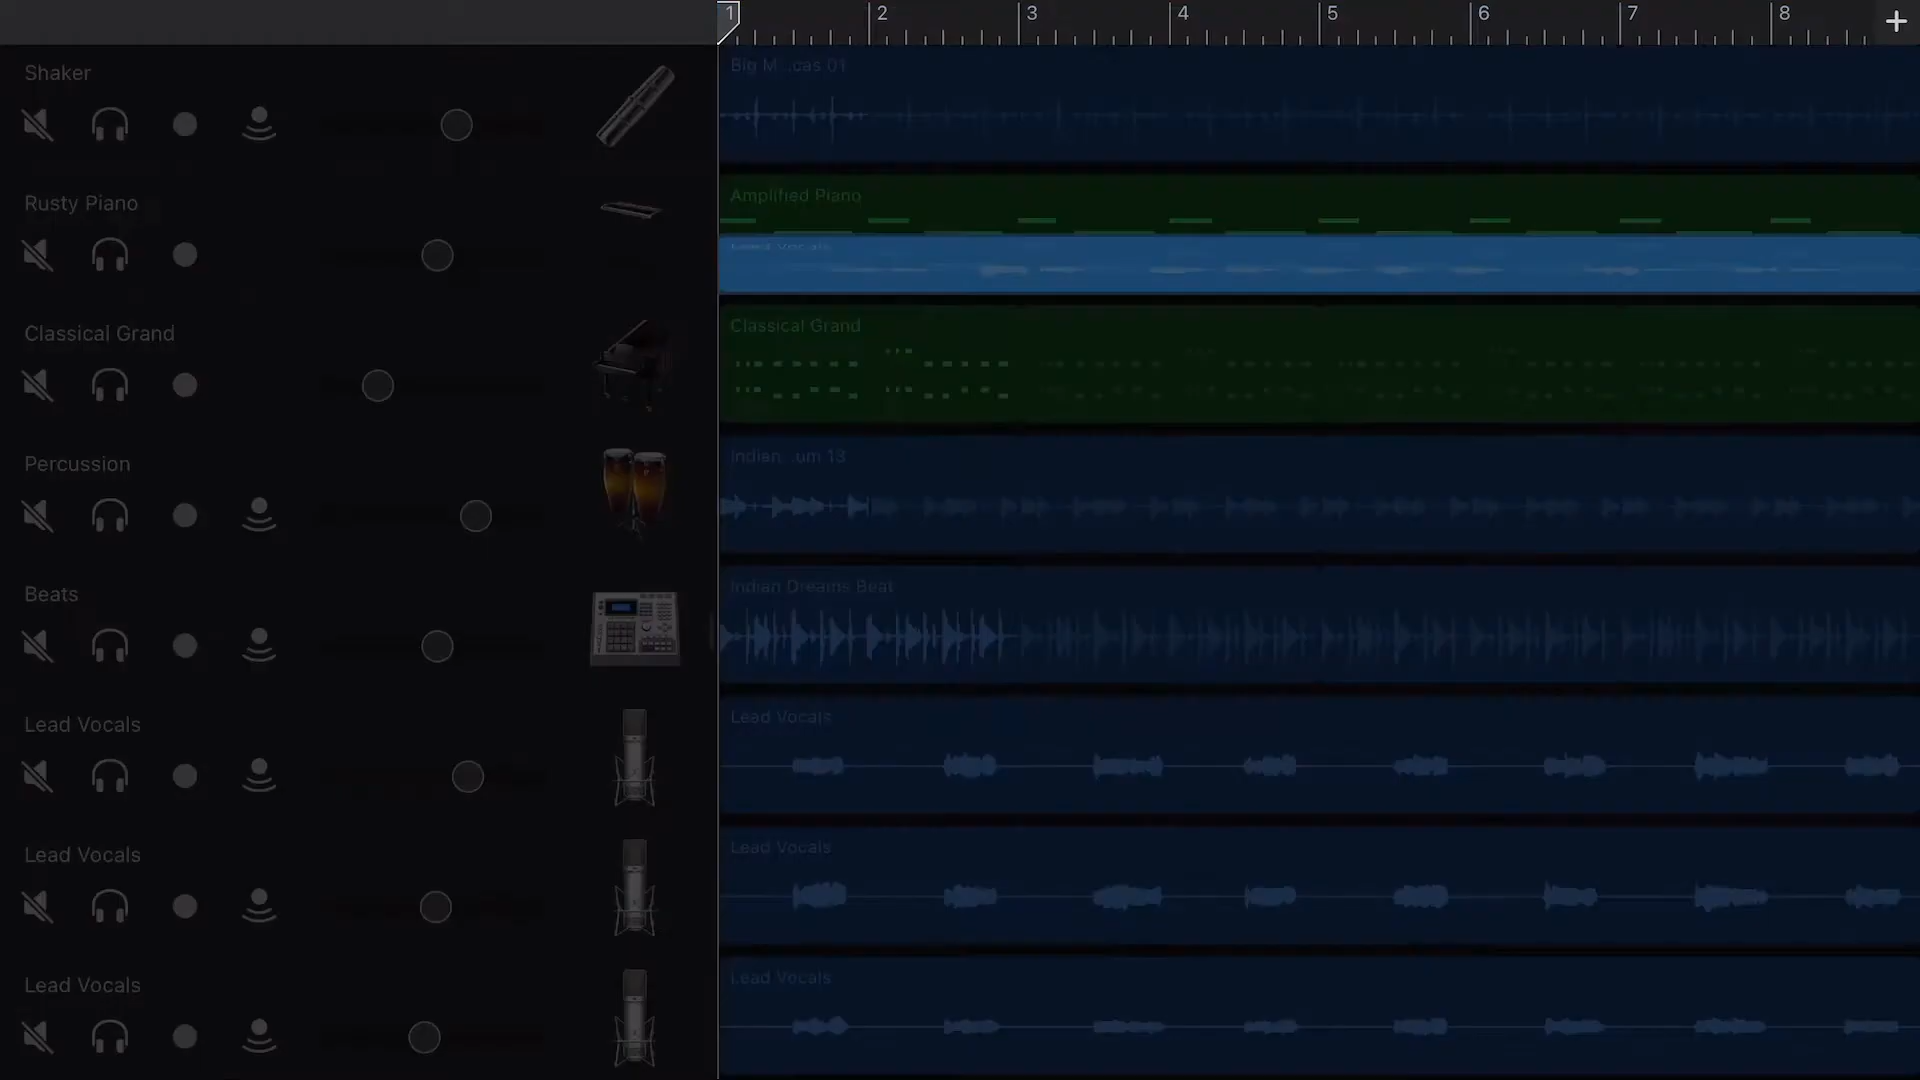 1 2 3 4 5 6 7 8 +
Shaker
Big M...cas 01
Rusty Piano
Amplified Piano
Lead Vocals
Classical Grand
Classical Grand
Percussion
Indien...um 13
Beats
Indian Dreams Beat
Lead Vocals
Lead Vocals
Lead Vocals
Lead Vocals
Lead Vocals
Lead Vocals